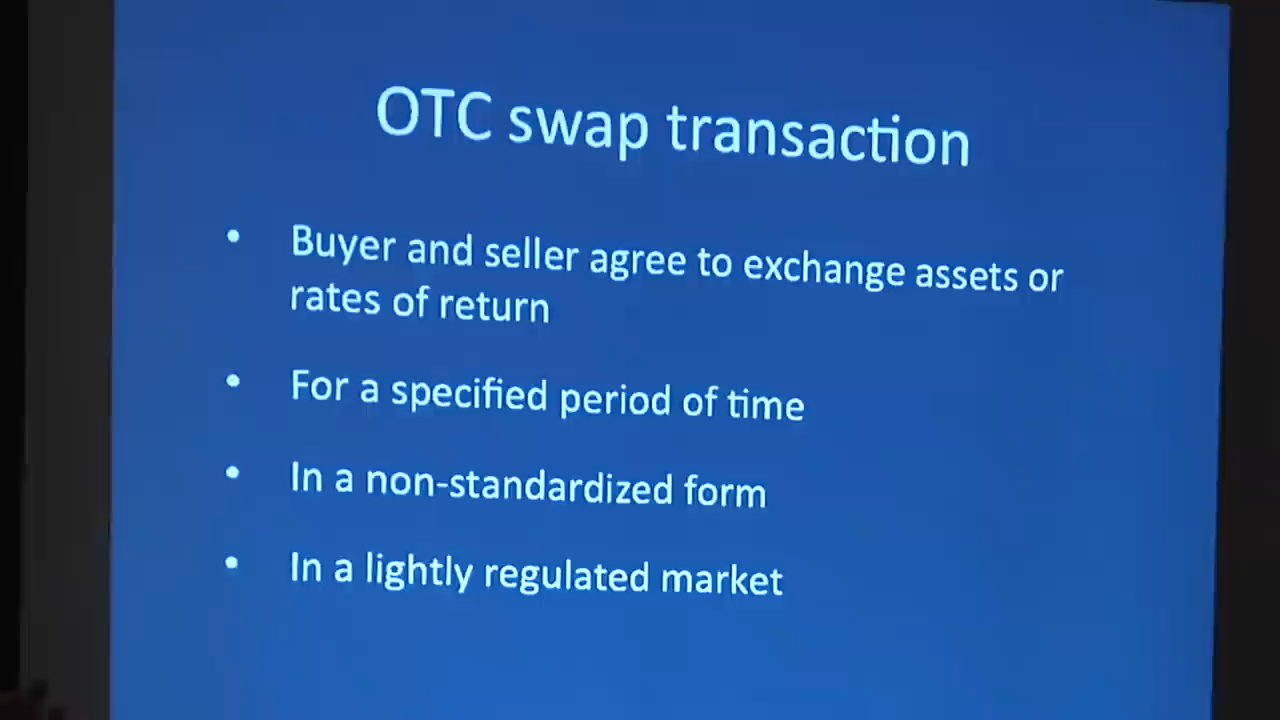 OTC swap transaction
• Buyer and seller agree to exchange assets or
rates of return
• For a specified period of time
• In a non-standardized form
• In a lightly regulated market